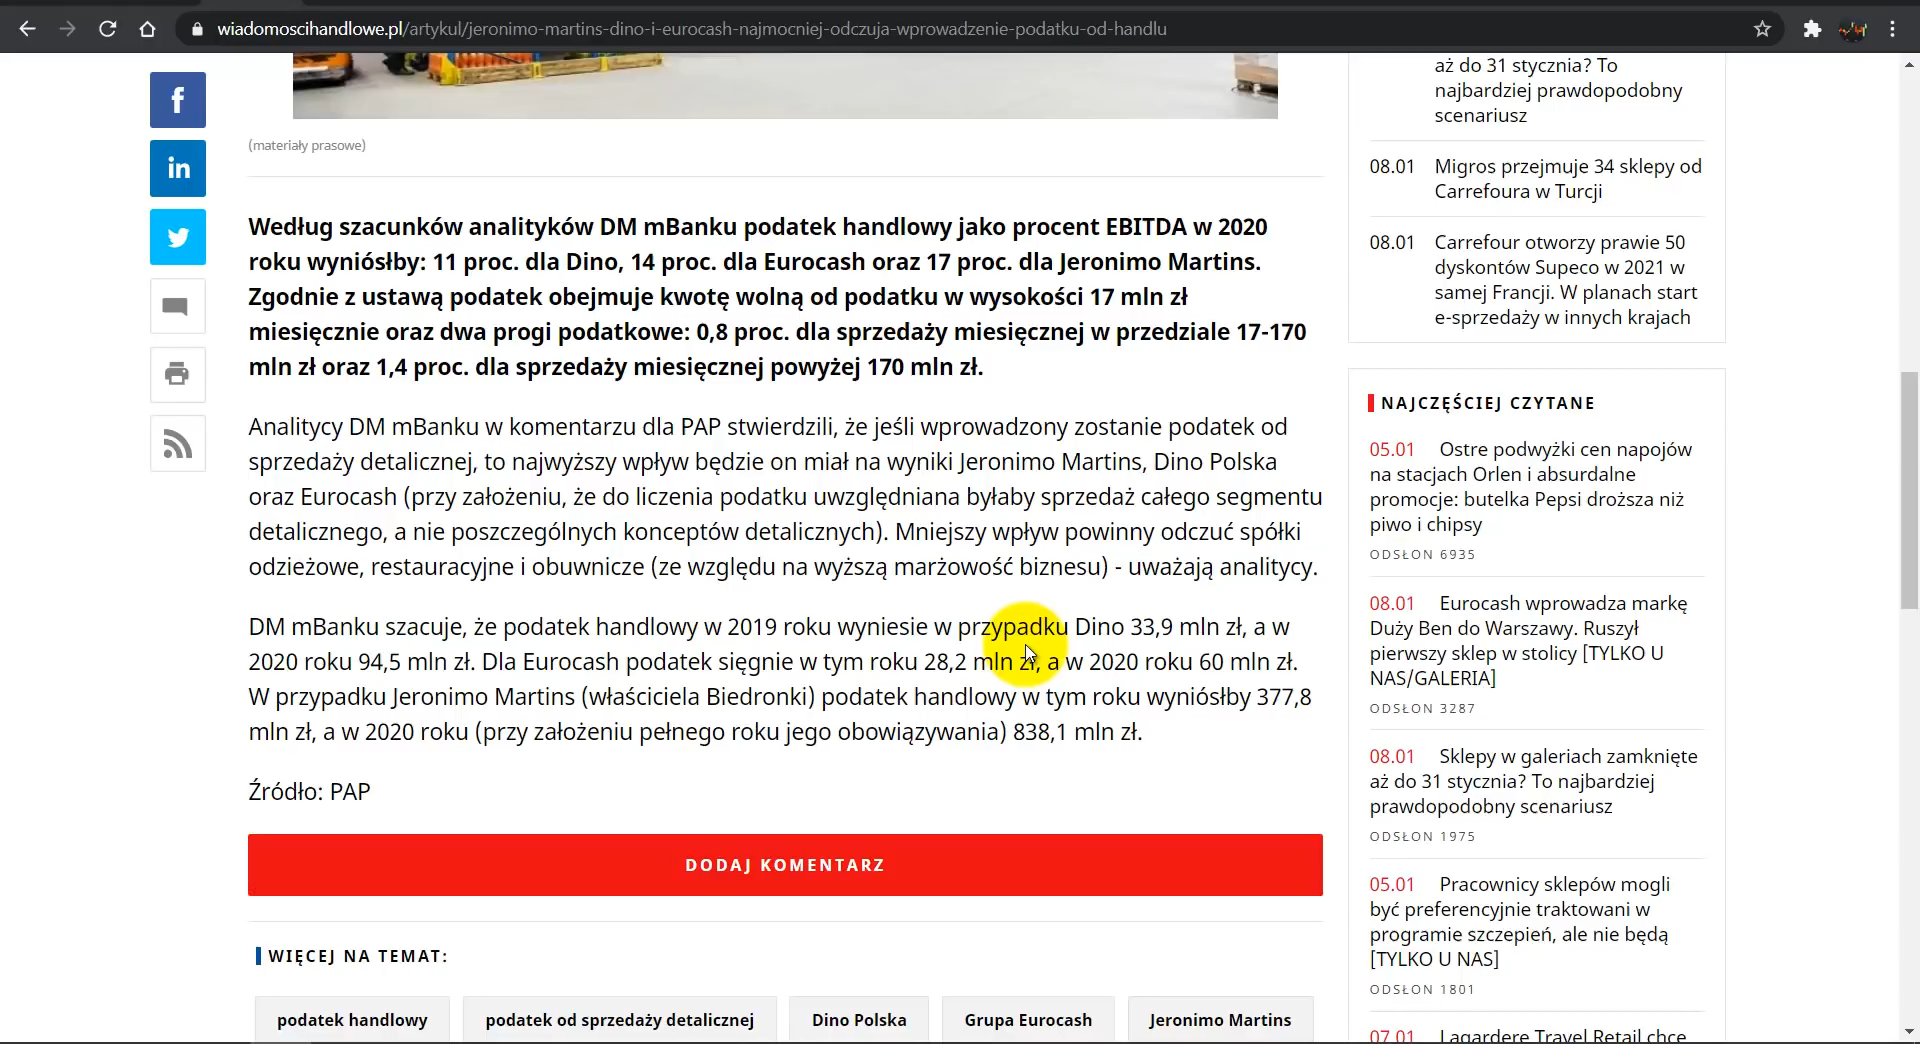 wiadomoscihandlowe.pl/artykul/jeronimo-martins-dino-i-eurocash-najmocniej-odczuja-wprowadzenie-podatku-od-handlu
f
in
(materiały prasowe)
Według szacunków analityków DM mBanku podatek handlowy jako procent EBITDA w 2020
roku wyniósłby: 11 proc. dla Dino, 14 proc. dla Eurocash oraz 17 proc. dla Jeronimo Martins.
Zgodnie z ustawą podatek obejmuje kwotę wolną od podatku w wysokości 17 mln zł
miesięcznie oraz dwa progi podatkowe: 0,8 proc. dla sprzedaży miesięcznej w przedziale 17-170
mln zł oraz 1,4 proc. dla sprzedaży miesięcznej powyżej 170 mln zł.
Analitycy DM mBanku w komentarzu dla PAP stwierdzili, że jeśli wprowadzony zostanie podatek od
sprzedaży detalicznej, to najwyższy wpływ będzie on miał na wyniki Jeronimo Martins, Dino Polska
oraz Eurocash (przy założeniu, że do liczenia podatku uwzględniana byłaby sprzedaż całego segmentu
detalicznego, a nie poszczególnych konceptów detalicznych). Mniejszy wpływ powinny odczuć spółki
odzieżowe, restauracyjne i obuwnicze (ze względu na wyższą marżowość biznesu) - uważają analitycy.
DM mBanku szacuje, że podatek handlowy w 2019 roku wyniesie w przypadku Dino 33,9 mln zł, a w
2020 roku 94,5 mln zł. Dla Eurocash podatek sięgnie w tym roku 28,2 mln zł, a w 2020 roku 60 mln zł.
W przypadku Jeronimo Martins (właściciela Biedronki) podatek handlowy w tym roku wyniósłby 377,8
mln zł, a w 2020 roku (przy założeniu pełnego roku jego obowiązywania) 838,1 mln zł.
Źródło: PAP
DODAJ KOMENTARZ
WIĘCEJ NA TEMAT:
podatek handlowy
podatek od sprzedaży detalicznej
Dino Polska
Grupa Eurocash
Jeronimo Martins
aż do 31 stycznia? To
najbardziej prawdopodobny
scenariusz
08.01 Migros przejmuje 34 sklepy od
Carrefoura w Turcji
08.01 Carrefour otworzy prawie 50
dyskontów Supeco w 2021 w
samej Francji. W planach start
e-sprzedaży w innych krajach
NAJCZĘŚCIEJ CZYTANE
05.01 Ostre podwyżki cen napojów
na stacjach Orlen i absurdalne
promocje: butelka Pepsi droższa niż
piwo i chipsy
ODSŁON 6935
08.01 Eurocash wprowadza markę
Duży Ben do Warszawy. Ruszył
pierwszy sklep w stolicy [TYLKO U
NAS/GALERIA]
ODSŁON 3287
08.01 Sklepy w galeriach zamknięte
aż do 31 stycznia? To najbardziej
prawdopodobny scenariusz
ODSŁON 1975
05.01 Pracownicy sklepów mogli
być preferencyjnie traktowani w
programie szczepień, ale nie będą
[TYLKO U NAS]
ODSŁON 1801
07.01 Lagardere Travel Retail chce